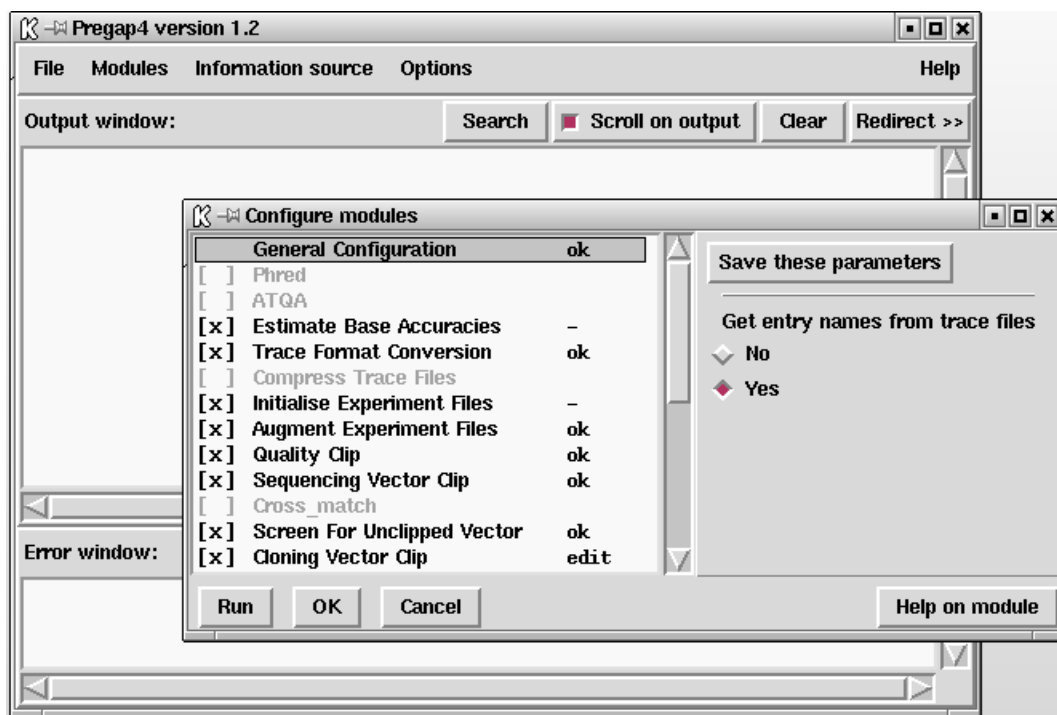 Pregap4 version 1.2
File Modules Information source Options Help
Output window: Search Scroll on output Clear Redirect >>
Configure modules
General Configuration ok
[ ] Phred
[ ] ATQA
[x] Estimate Base Accuracies -
[x] Trace Format Conversion ok
[ ] Compress Trace Files
[x] Initialise Experiment Files -
[x] Augment Experiment Files ok
[x] Quality Clip ok
[x] Sequencing Vector Clip ok
[ ] Cross_match
[x] Screen For Unclipped Vector ok
[x] Cloning Vector Clip edit
Save these parameters
Get entry names from trace files
No
Yes
Run OK Cancel Help on module
Error window: